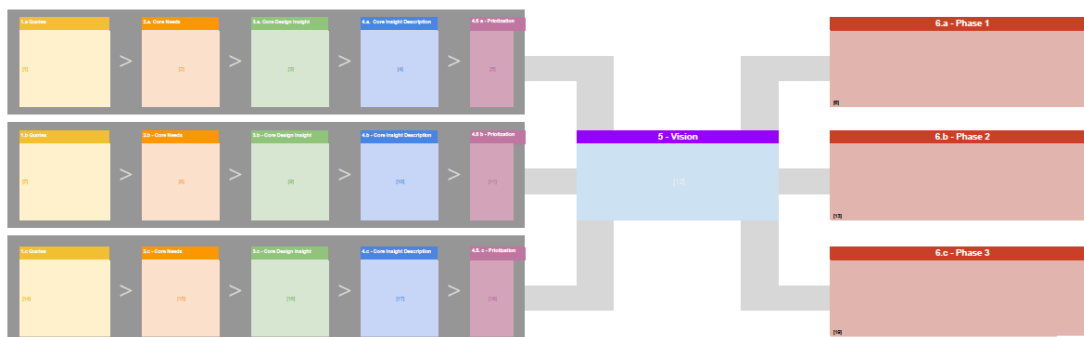 1.a Quotes
2.a. Core Needs
3.a. Core Design Insight
4.a. Core Insight Description
4.5 a - Priotization
6.a - Phase 1
[1]
>
[2]
>
[3]
>
[4]
>
[5]
[6]
1.b Quotes
2.b - Core Needs
3.b - Core Design Insight
4.b - Core Insight Description
4.5 b - Priotization
5 - Vision
6.b - Phase 2
[7]
>
[8]
>
[9]
>
[10]
>
[11]
[12]
[13]
1.c Quotes
2.c - Core Needs
3.c - Core Design Insight
4.c - Core Insight Description
4.5. c - Priotization
6.c - Phase 3
[14]
>
[15]
>
[16]
>
[17]
>
[18]
[19]